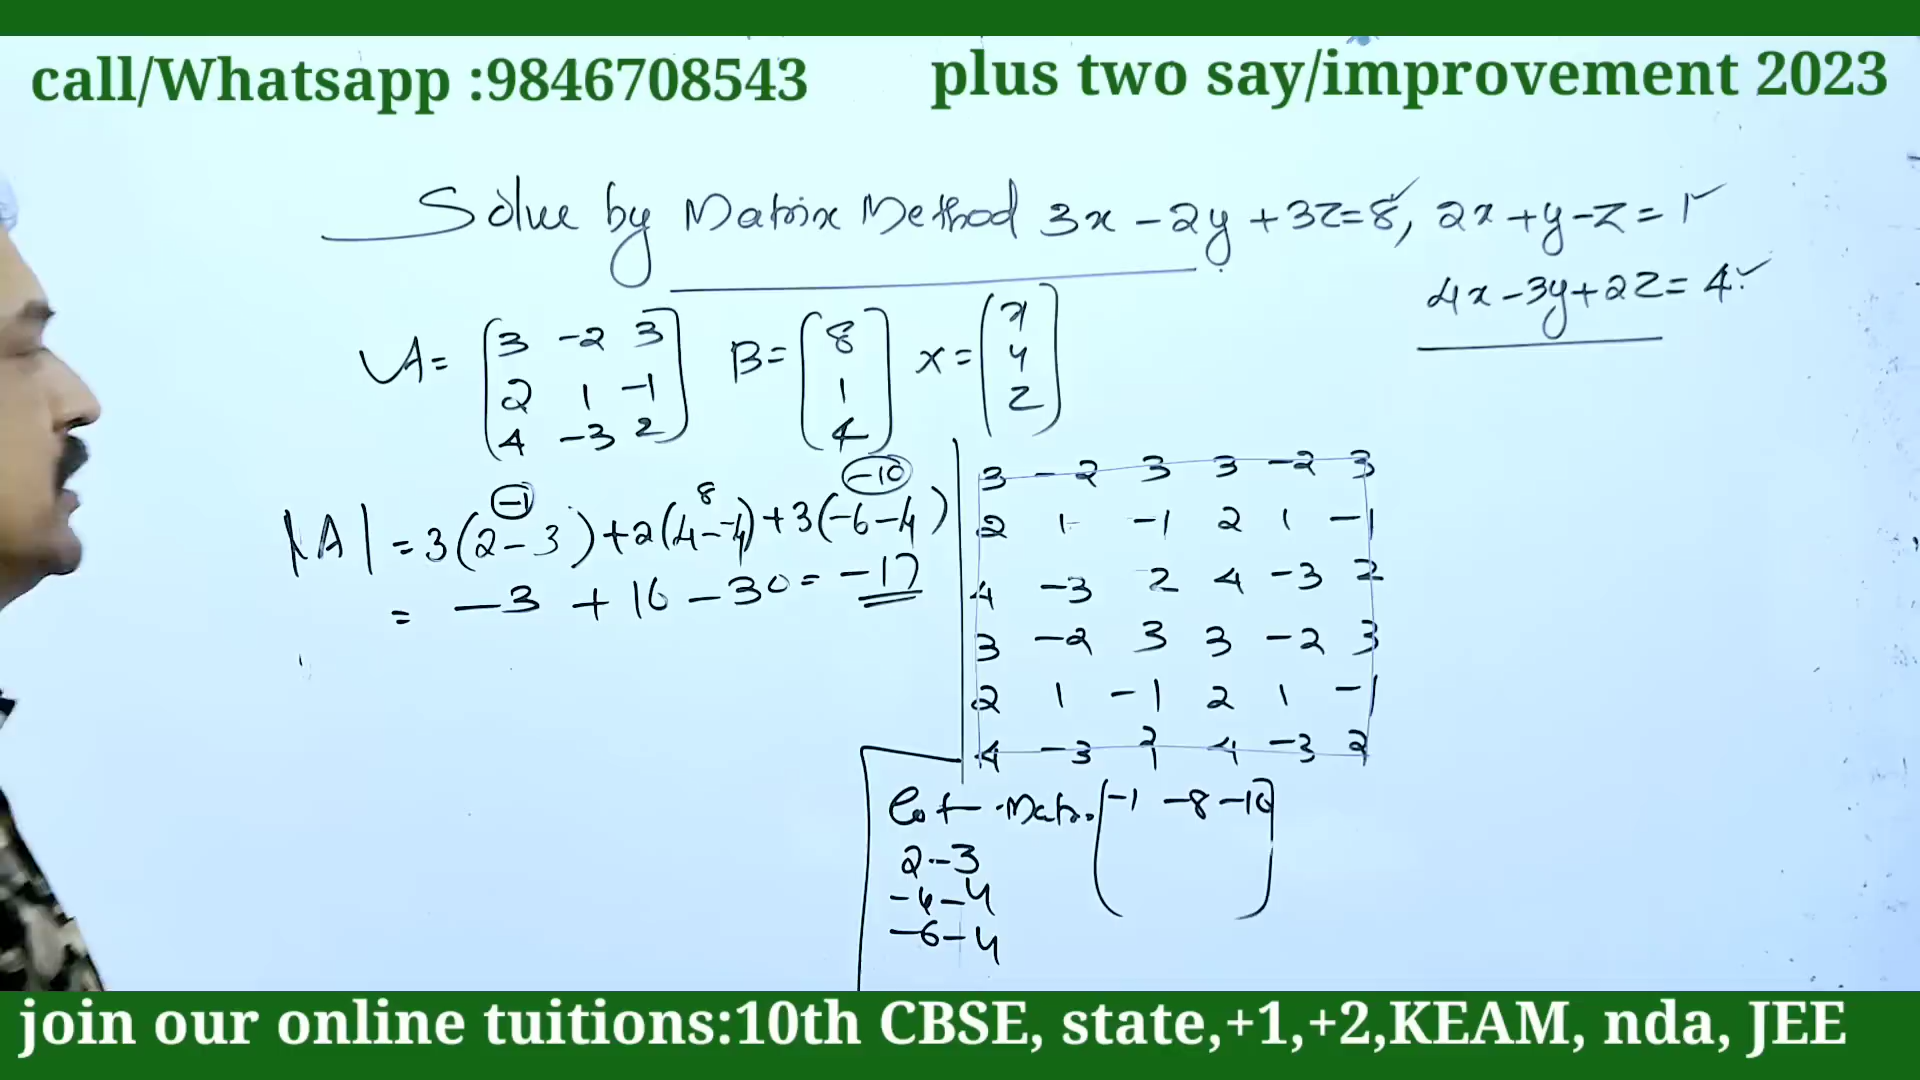 call/Whatsapp :9846708543 plus two say/improvement 2023
Solve by Matrix Method 3x - 2y + 3z = 8, 2x + y - z = 1
4x - 3y + 2z = 4
A = [3 -2 3
2 1 -1
4 -3 2]
B = [8
1
4]
X = [x
y
z]
-1 8 -10
|A| = 3(2 - 3) + 2(4 - -4) + 3(-6 - 4)
= -3 + 16 - 30 = -17
3 -2 3 3 -2 3
2 1 -1 2 1 -1
4 -3 2 4 -3 2
3 -2 3 3 -2 3
2 1 -1 2 1 -1
4 -3 2 4 -3 2
Cof. Mat. [-1 -8 -10]
2-3
-4-4
-6-4
join our online tuitions:10th CBSE, state,+1,+2,KEAM, nda, JEE